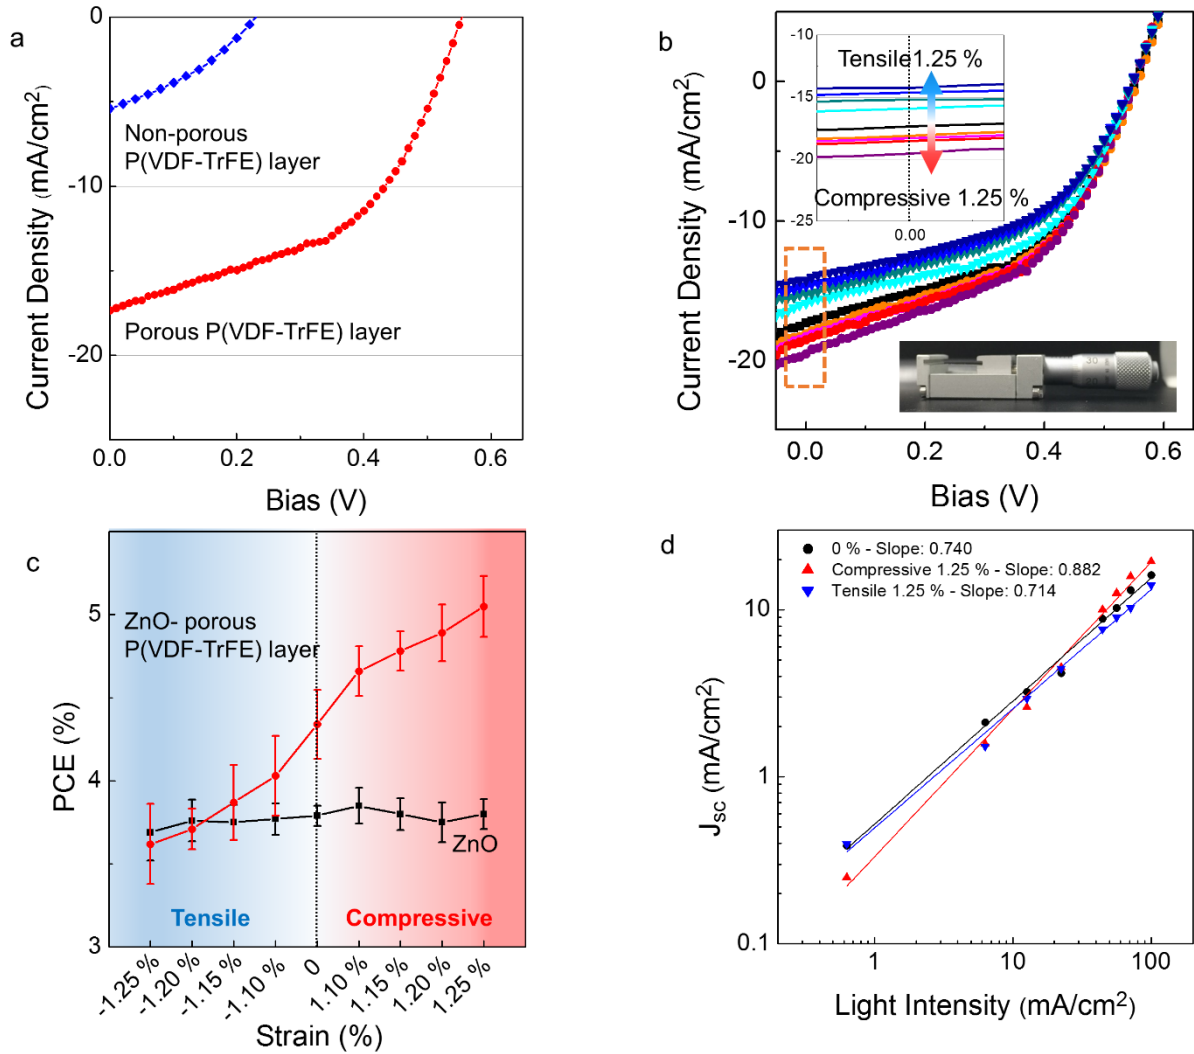 a
0
-10
-20
Current Density (mA/cm²)
Non-porous
P(VDF-TrFE) layer
Porous P(VDF-TrFE) layer
0.0
0.2
0.4
0.6
Bias (V)
b
0
-10
-20
Current Density (mA/cm²)
-10
-15
-20
-25
Tensile1.25 %
Compressive 1.25 %
0.00
0.0
0.2
0.4
0.6
Bias (V)
c
5
4
3
PCE (%)
ZnO- porous
P(VDF-TrFE) layer
ZnO
Tensile
Compressive
-1.25 %
-1.20 %
-1.15 %
-1.10 %
0
1.10 %
1.15 %
1.20 %
1.25 %
Strain (%)
d
0 % - Slope: 0.740
Compressive 1.25 % - Slope: 0.882
Tensile 1.25 % - Slope: 0.714
10
1
0.1
Jsc (mA/cm²)
1
10
100
Light Intensity (mA/cm²)